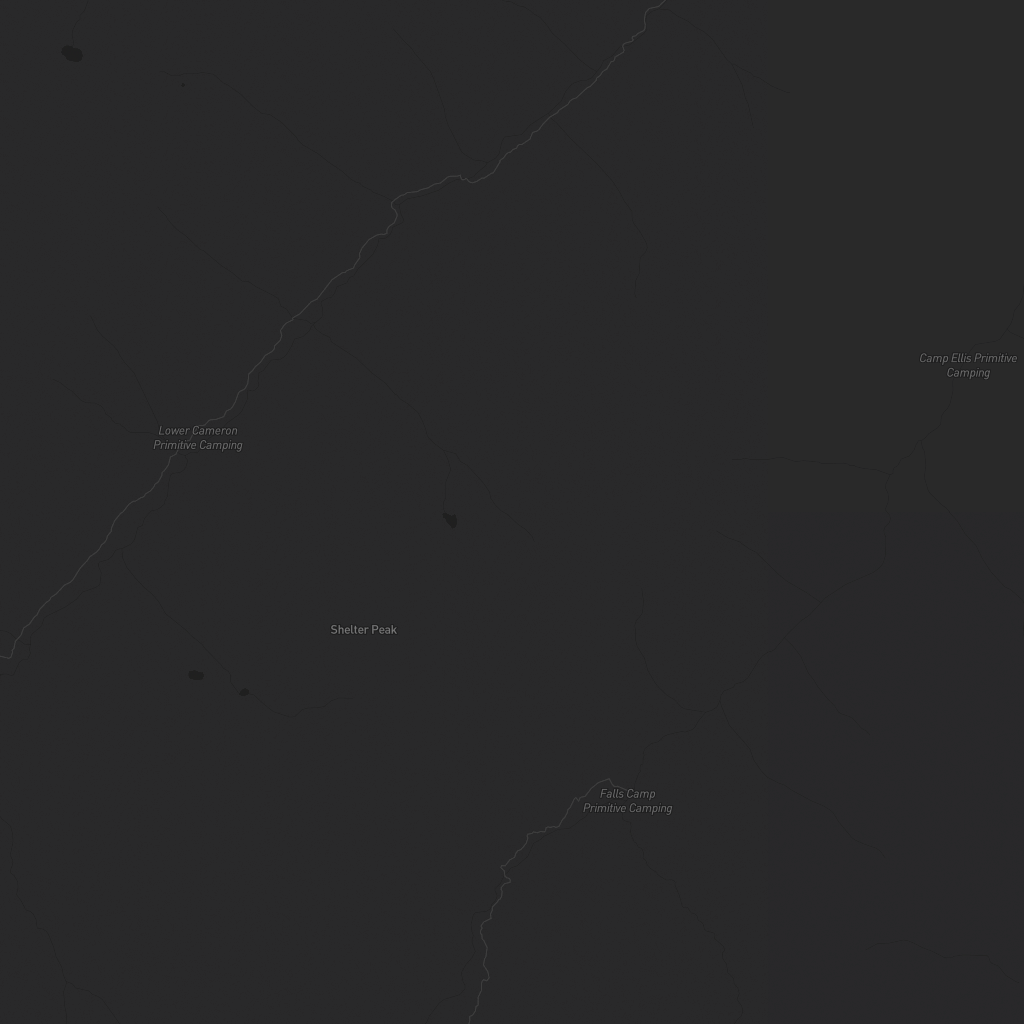 Camp Ellis Primitive
Camping
Lower Cameron
Primitive Camping
Shelter Peak
Falls Camp
Primitive Camping